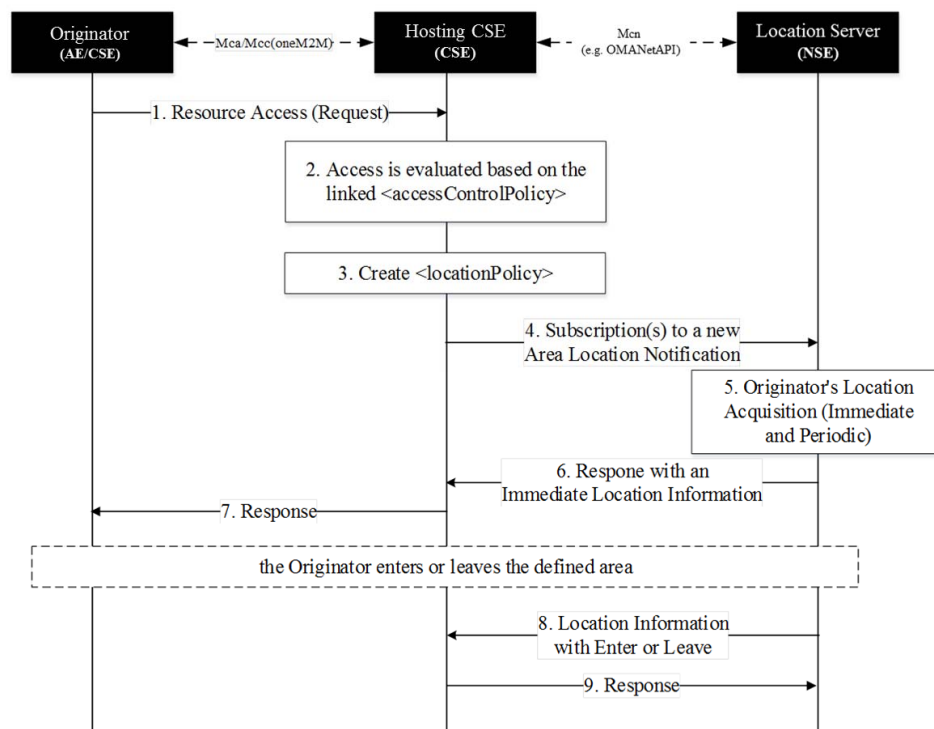 Originator
(AE/CSE)
Mca/Mcc(oneM2M)
Hosting CSE
(CSE)
Mcn
(e.g. OMANetAPI)
Location Server
(NSE)
1. Resource Access (Request)
2. Access is evaluated based on the
linked <accessControlPolicy>
3. Create <locationPolicy>
4. Subscription(s) to a new
Area Location Notification
5. Originator's Location
Acquisition (Immediate
and Periodic)
6. Respone with an
Immediate Location Information
7. Response
the Originator enters or leaves the defined area
8. Location Information
with Enter or Leave
9. Response